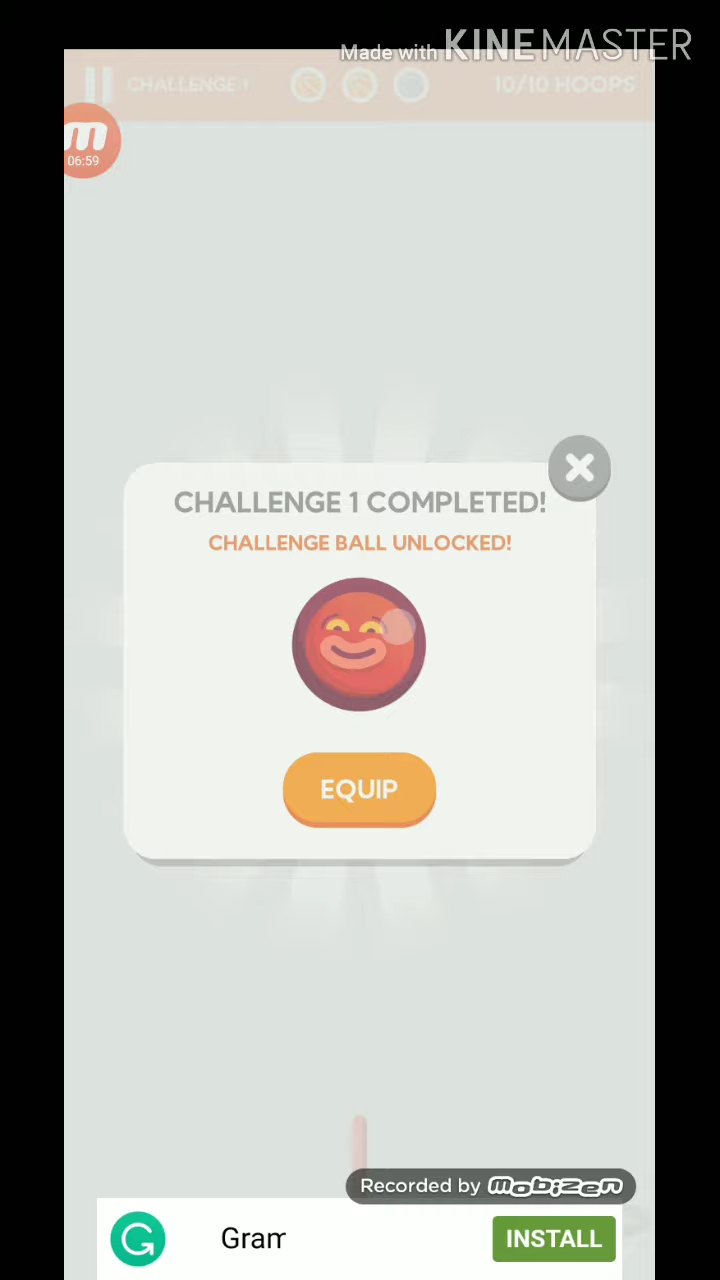 Made with KINEMASTER
CHALLENGE 1
10/10 HOOPS
m
06:59
CHALLENGE 1 COMPLETED!
CHALLENGE BALL UNLOCKED!
EQUIP
Recorded by mobizen
G
Gram
INSTALL